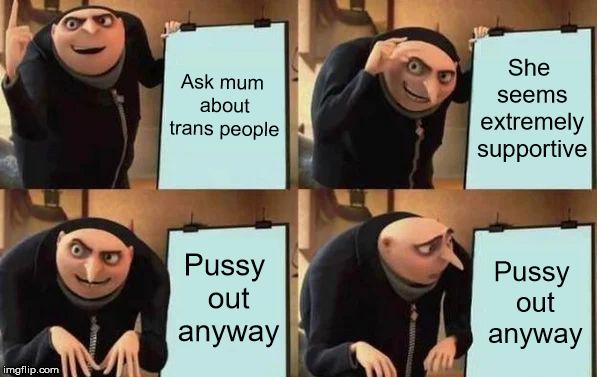 Ask mum
about
trans people
She
seems
extremely
supportive
Pussy
out
anyway
Pussy
out
anyway
imgflip.com